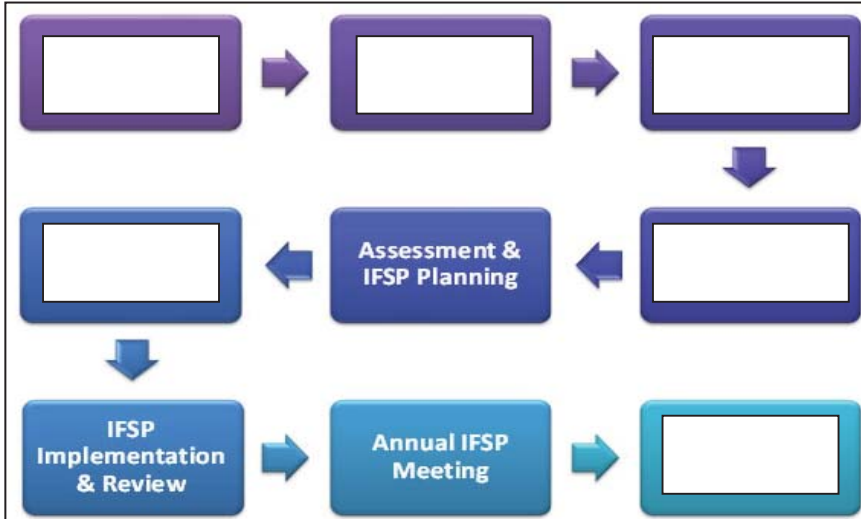 Assessment &
IFSP Planning
IFSP
Implementation
& Review
Annual IFSP
Meeting